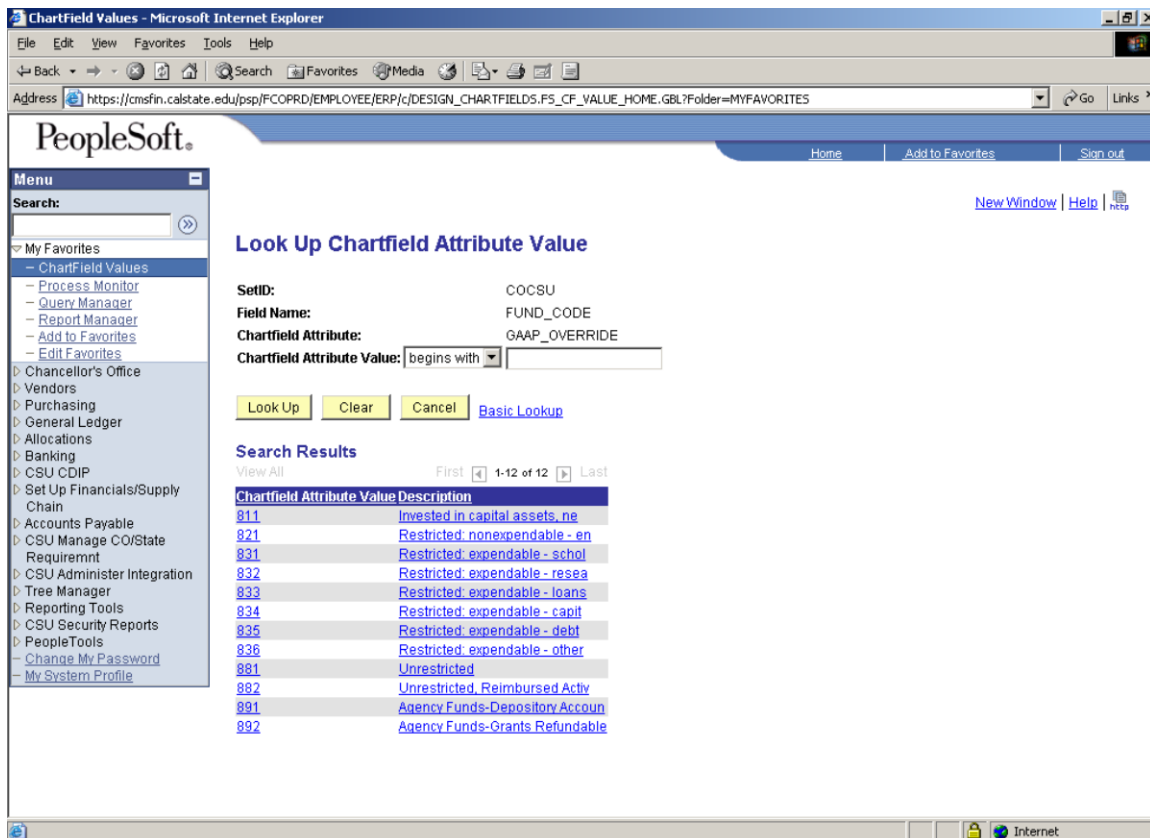 ChartField Values - Microsoft Internet Explorer
File Edit View Favorites Tools Help
Back Search Favorites Media
Address https://cmsfin.calstate.edu/psp/FCOPRD/EMPLOYEE/ERP/c/DESIGN_CHARTFIELDS.FS_CF_VALUE_HOME.GBL?Folder=MYFAVORITES Go Links »
PeopleSoft.
Home Add to Favorites Sign out
Menu
Search:
New Window | Help | http
My Favorites
– ChartField Values
– Process Monitor
– Query Manager
– Report Manager
– Add to Favorites
– Edit Favorites
Chancellor's Office
Vendors
Purchasing
General Ledger
Allocations
Banking
CSU CDIP
Set Up Financials/Supply
Chain
Accounts Payable
CSU Manage CO/State
Requiremnt
CSU Administer Integration
Tree Manager
Reporting Tools
CSU Security Reports
PeopleTools
– Change My Password
– My System Profile
Look Up Chartfield Attribute Value
SetID: COCSU
Field Name: FUND_CODE
Chartfield Attribute: GAAP_OVERRIDE
Chartfield Attribute Value: begins with
Look Up Clear Cancel Basic Lookup
Search Results
View All First 1-12 of 12 Last
Chartfield Attribute Value Description
811 Invested in capital assets, ne
821 Restricted: nonexpendable - en
831 Restricted: expendable - schol
832 Restricted: expendable - resea
833 Restricted: expendable - loans
834 Restricted: expendable - capit
835 Restricted: expendable - debt
836 Restricted: expendable - other
881 Unrestricted
882 Unrestricted, Reimbursed Activ
891 Agency Funds-Depository Accoun
892 Agency Funds-Grants Refundable
Internet